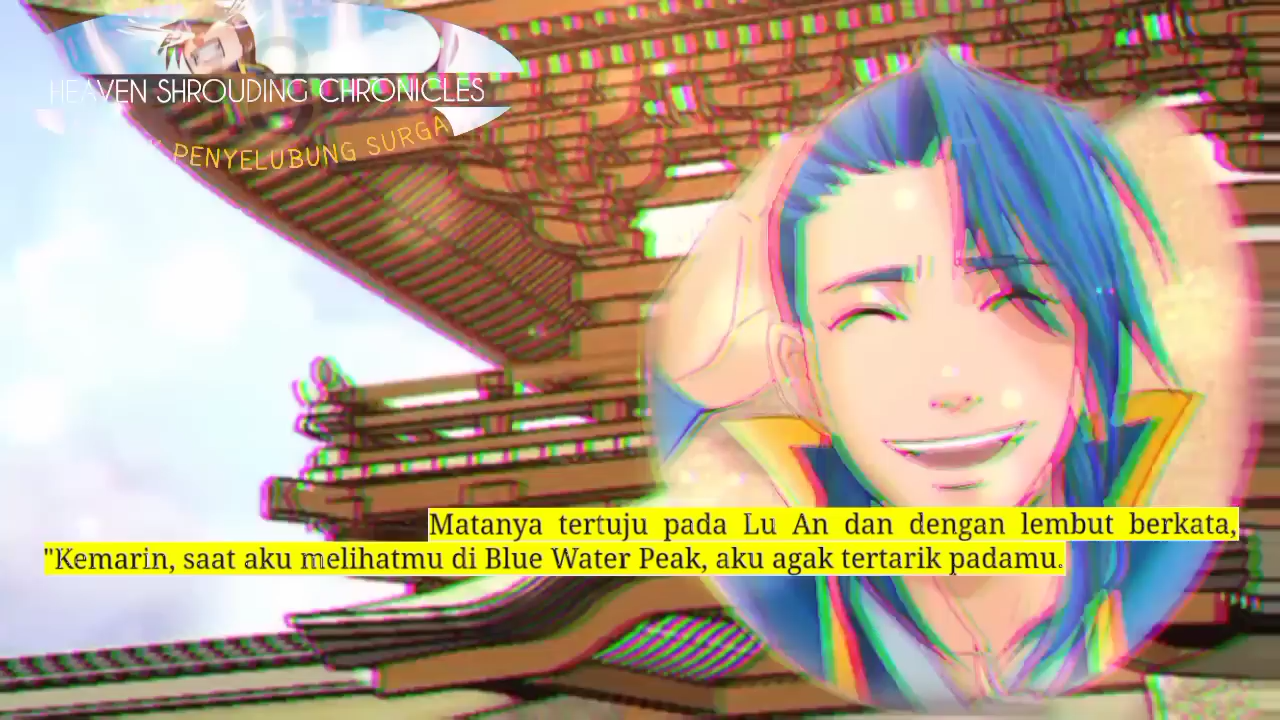 HEAVEN SHROUDING CHRONICLES
PENYELUBUNG SURGA
Matanya tertuju pada Lu An dan dengan lembut berkata,
"Kemarin, saat aku melihatmu di Blue Water Peak, aku agak tertarik padamu.